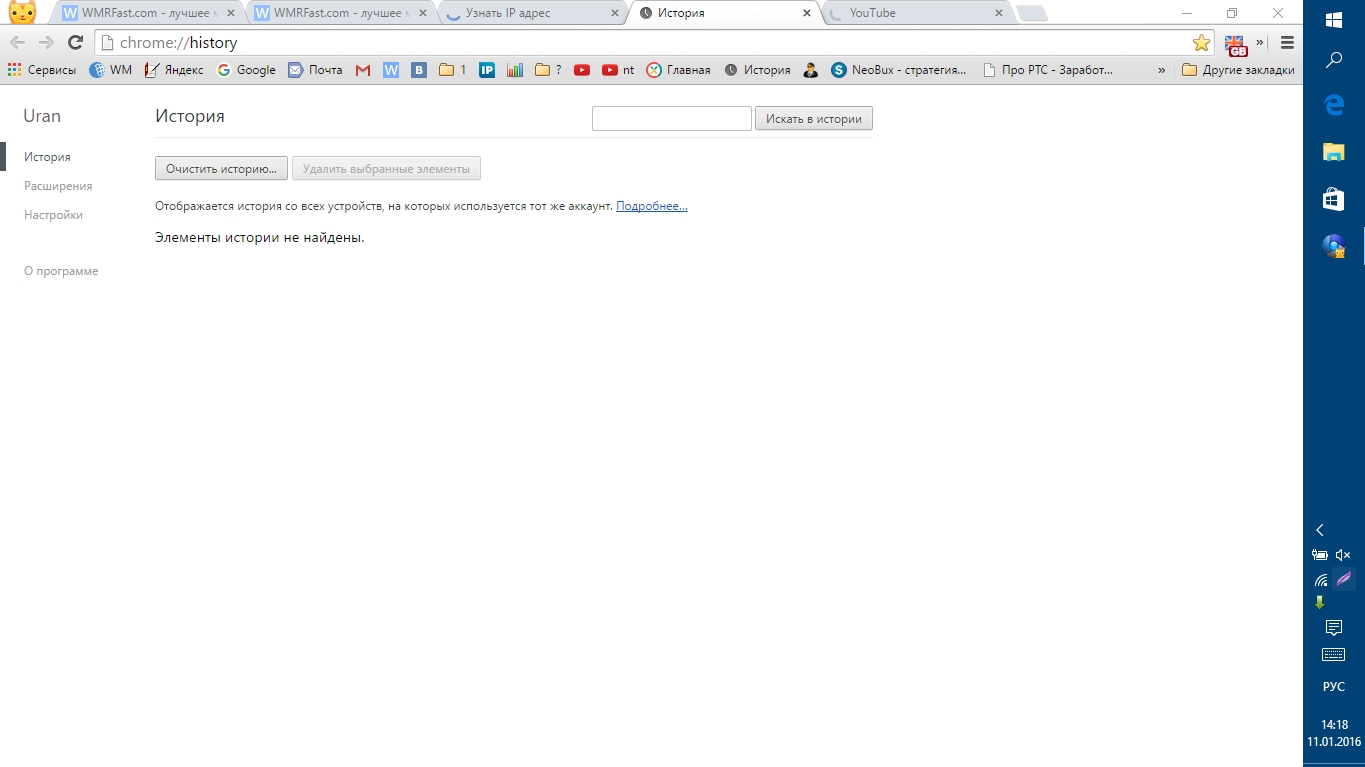 WMRFast.com - лучшее м
WMRFast.com - лучшее м
Узнать IP адрес
История
YouTube
chrome://history
GB
»
Сервисы
WM
Яндекс
Google
Почта
W
B
1
IP
?
nt
Главная
История
NeoBux - стратегия...
Про РТС - Заработ...
»
Другие закладки
Uran
История
Искать в истории
История
Расширения
Настройки
О программе
Очистить историю...
Удалить выбранные элементы
Отображается история со всех устройств, на которых используется тот же аккаунт. Подробнее...
Элементы истории не найдены.
РУС
14:18
11.01.2016